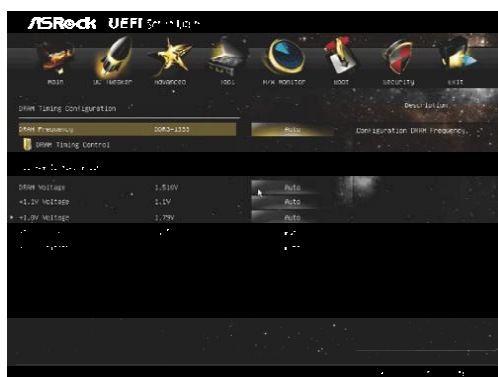 ASRock UEFI
Main OC Tweaker Advanced Tool H/W Monitor Boot Security Exit
DRAM Timing Configuration
Description
DRAM Frequency DDR3-1333 Auto Configuration DRAM Frequency.
DRAM Timing Control
DRAM Voltage 1.510V Auto
+1.1V Voltage 1.1V Auto
+1.8V Voltage 1.79V Auto